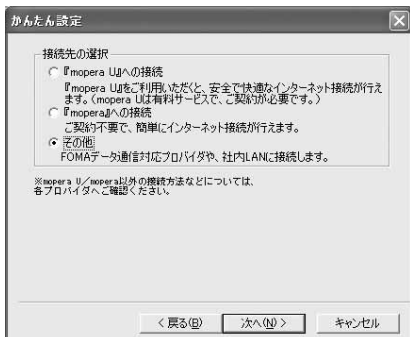 かんたん設定
接続先の選択
『mopera U』への接続
『mopera U』をご利用いただくと、安全で快適なインターネット接続が行え
ます。（mopera Uは有料サービスで、ご契約が必要です。）
『mopera』への接続
ご契約不要で、簡単にインターネット接続が行えます。
その他
FOMAデータ通信対応プロバイダや、社内LANに接続します。
※mopera U／mopera以外の接続方法などについては、
各プロバイダへご確認ください。
＜戻る(B)
次へ(N)＞
キャンセル